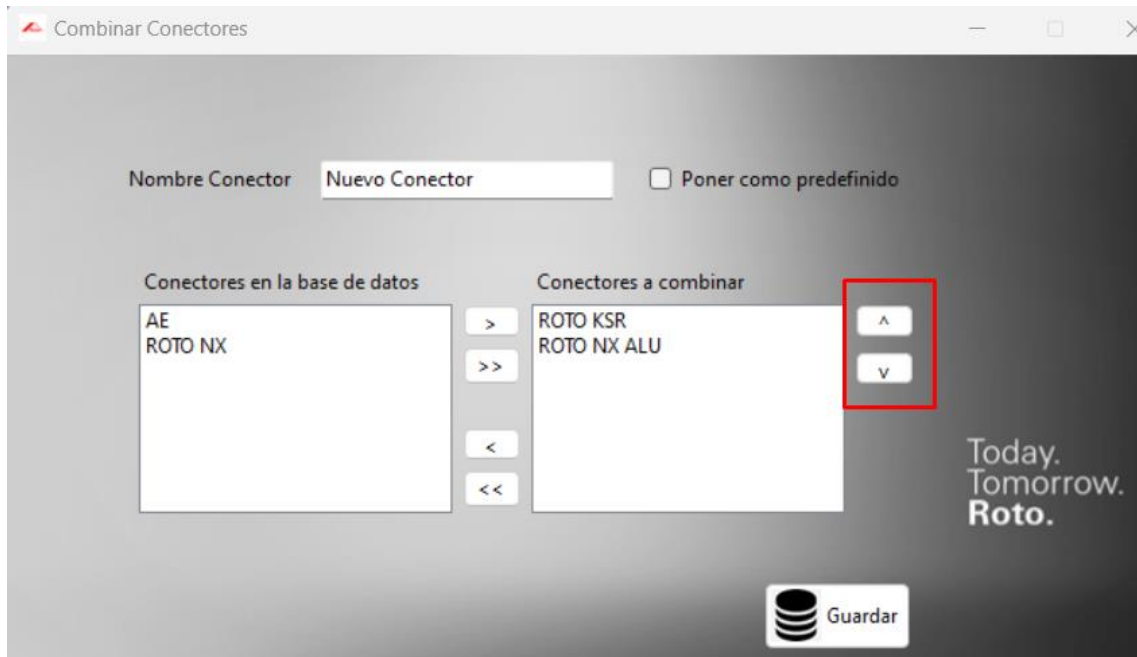 Combinar Conectores
Nombre Conector Nuevo Conector Poner como predefinido
Conectores en la base de datos Conectores a combinar
AE > ROTO KSR ^
ROTO NX ROTO NX ALU
>> v
<
<<
Today.
Tomorrow.
Roto.
Guardar